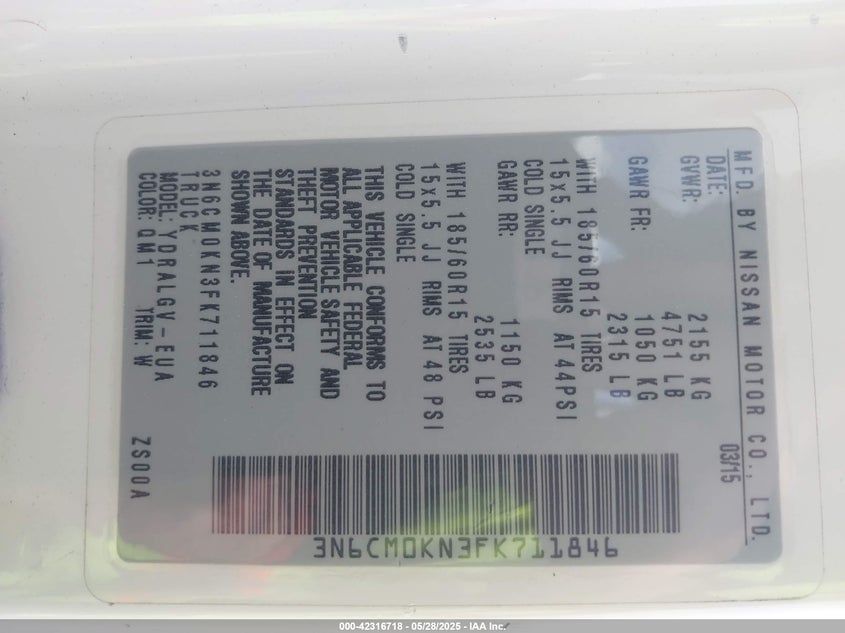 MFD. BY NISSAN MOTOR CO., LTD.
DATE: 03/15
GVWR: 2155 KG
4751 LB
GAWR FR: 1050 KG
2315 LB
WITH 185/60R15 TIRES
15x5.5 JJ RIMS AT 44PSI
COLD SINGLE
GAWR RR: 1150 KG
2535 LB
WITH 185/60R15 TIRES
15x5.5 JJ RIMS AT 48 PSI
COLD SINGLE
THIS VEHICLE CONFORMS TO
ALL APPLICABLE FEDERAL
MOTOR VEHICLE SAFETY AND
THEFT PREVENTION
STANDARDS IN EFFECT ON
THE DATE OF MANUFACTURE
SHOWN ABOVE.
3N6CM0KN3FK711846
TRUCK
MODEL: YDRALGV-EUA
COLOR: QM1 TRIM: W ZS00A
3N6CM0KN3FK711846
000-42316718 - 05/28/2025 - IAA Inc.